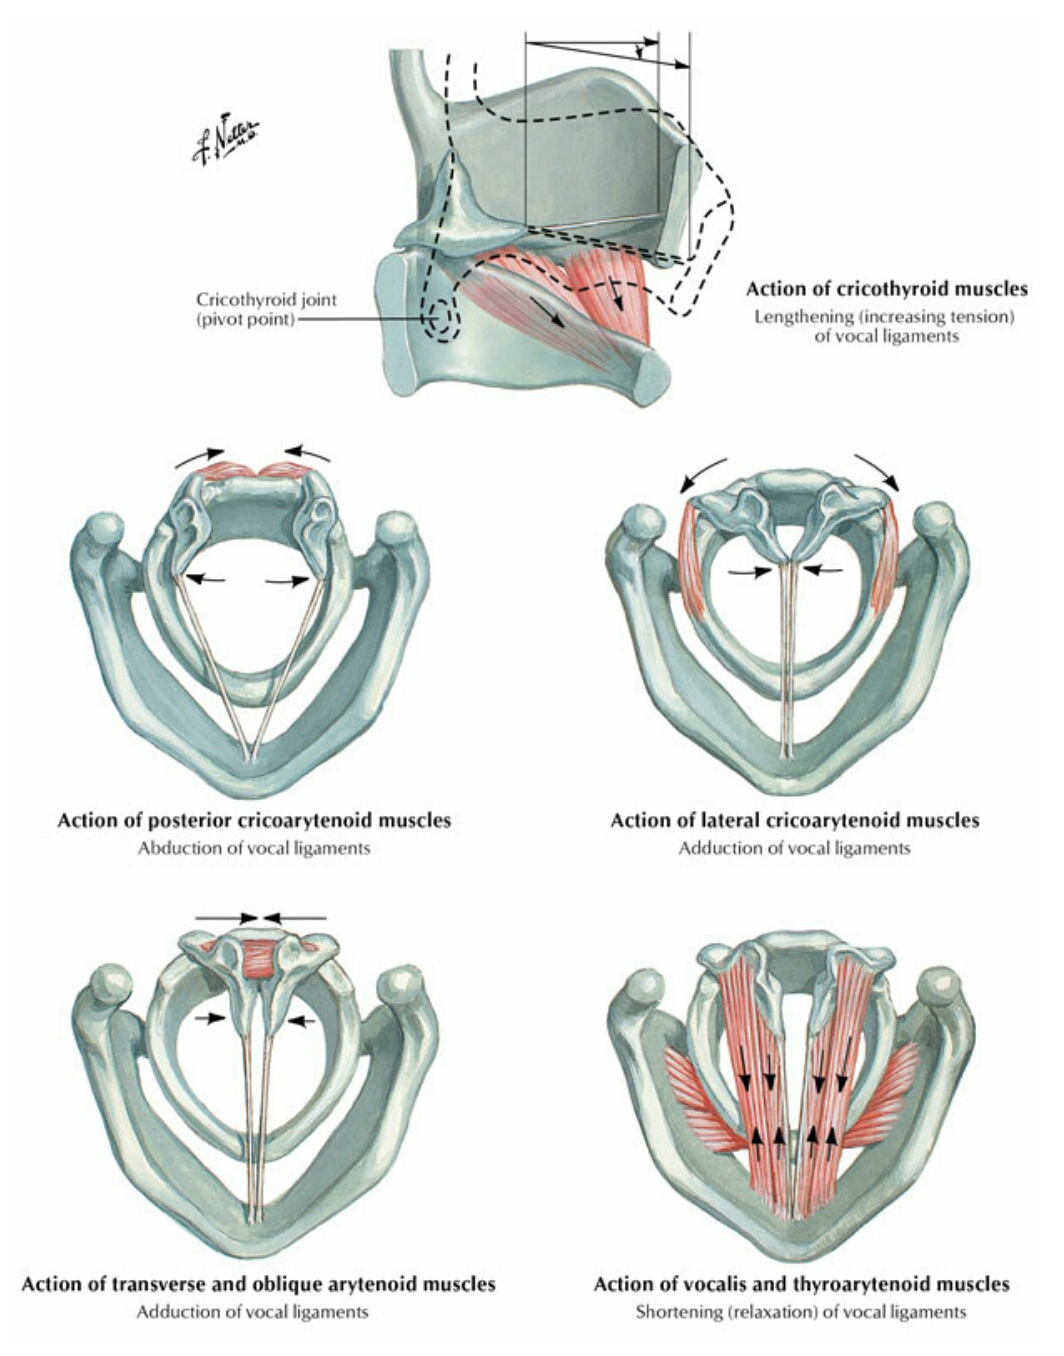 F. Netter
M.D.
Cricothyroid joint
(pivot point)
Action of cricothyroid muscles
Lengthening (increasing tension)
of vocal ligaments
Action of posterior cricoarytenoid muscles
Abduction of vocal ligaments
Action of lateral cricoarytenoid muscles
Adduction of vocal ligaments
Action of transverse and oblique arytenoid muscles
Adduction of vocal ligaments
Action of vocalis and thyroarytenoid muscles
Shortening (relaxation) of vocal ligaments